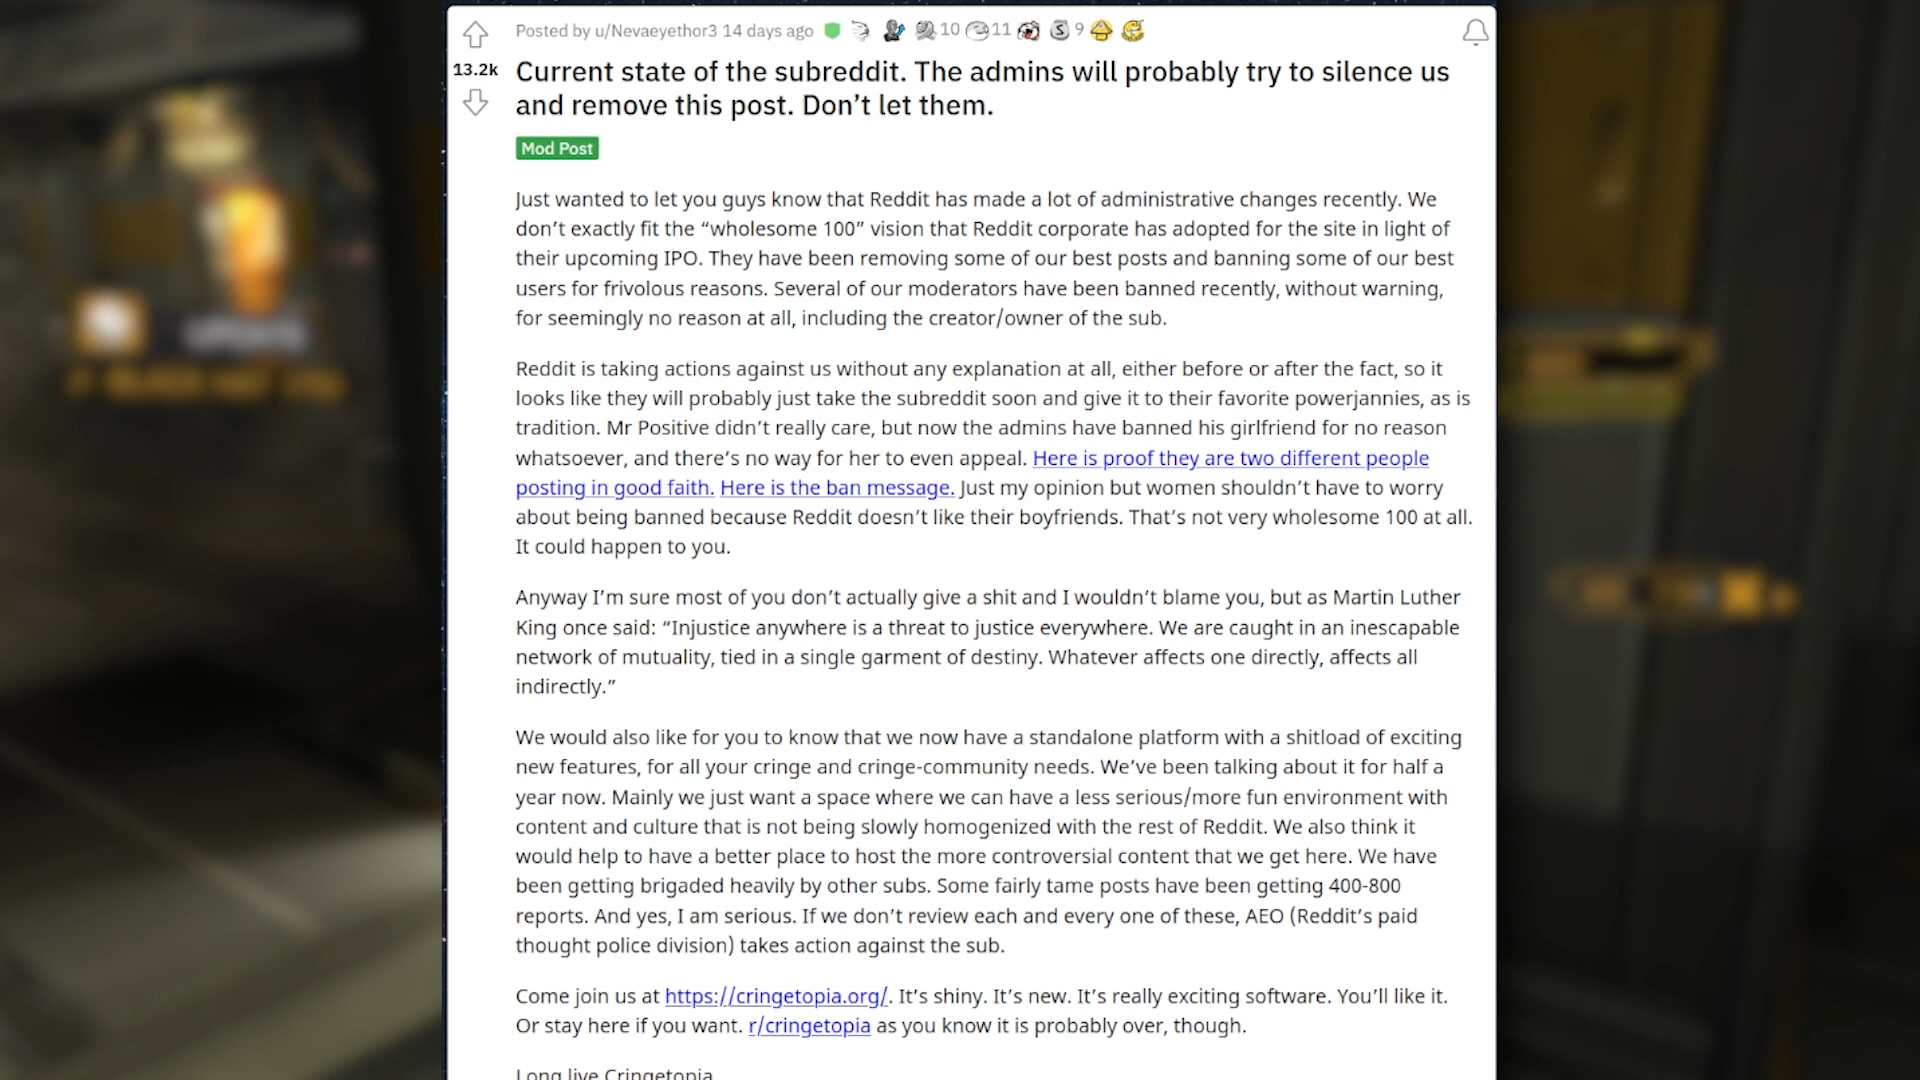 Posted by u/Nevaeyethor3 14 days ago 10 11 9
13.2k
Current state of the subreddit. The admins will probably try to silence us
and remove this post. Don’t let them.
Mod Post
Just wanted to let you guys know that Reddit has made a lot of administrative changes recently. We
don’t exactly fit the “wholesome 100” vision that Reddit corporate has adopted for the site in light of
their upcoming IPO. They have been removing some of our best posts and banning some of our best
users for frivolous reasons. Several of our moderators have been banned recently, without warning,
for seemingly no reason at all, including the creator/owner of the sub.
Reddit is taking actions against us without any explanation at all, either before or after the fact, so it
looks like they will probably just take the subreddit soon and give it to their favorite powerjannies, as is
tradition. Mr Positive didn’t really care, but now the admins have banned his girlfriend for no reason
whatsoever, and there’s no way for her to even appeal. Here is proof they are two different people
posting in good faith. Here is the ban message. Just my opinion but women shouldn’t have to worry
about being banned because Reddit doesn’t like their boyfriends. That’s not very wholesome 100 at all.
It could happen to you.
Anyway I’m sure most of you don’t actually give a shit and I wouldn’t blame you, but as Martin Luther
King once said: “Injustice anywhere is a threat to justice everywhere. We are caught in an inescapable
network of mutuality, tied in a single garment of destiny. Whatever affects one directly, affects all
indirectly.”
We would also like for you to know that we now have a standalone platform with a shitload of exciting
new features, for all your cringe and cringe-community needs. We’ve been talking about it for half a
year now. Mainly we just want a space where we can have a less serious/more fun environment with
content and culture that is not being slowly homogenized with the rest of Reddit. We also think it
would help to have a better place to host the more controversial content that we get here. We have
been getting brigaded heavily by other subs. Some fairly tame posts have been getting 400-800
reports. And yes, I am serious. If we don’t review each and every one of these, AEO (Reddit’s paid
thought police division) takes action against the sub.
Come join us at https://cringetopia.org/. It’s shiny. It’s new. It’s really exciting software. You’ll like it.
Or stay here if you want. r/cringetopia as you know it is probably over, though.
Long live Cringetopia